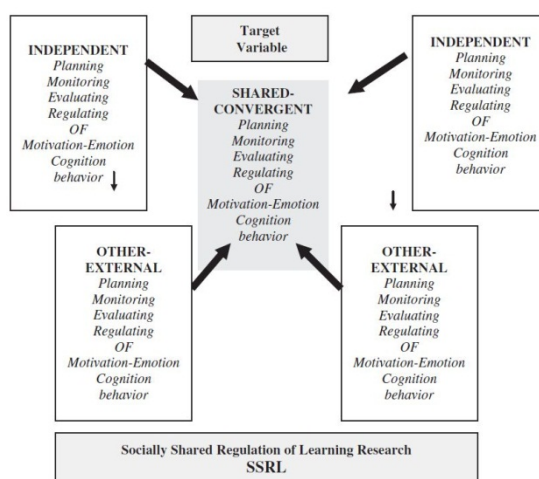 Target
Variable
INDEPENDENT
Planning
Monitoring
Evaluating
Regulating
OF
Motivation-Emotion
Cognition
behavior
SHARED-
CONVERGENT
Planning
Monitoring
Evaluating
Regulating
OF
Motivation-Emotion
Cognition
behavior
INDEPENDENT
Planning
Monitoring
Evaluating
Regulating
OF
Motivation-Emotion
Cognition
behavior
OTHER-
EXTERNAL
Planning
Monitoring
Evaluating
Regulating
OF
Motivation-Emotion
Cognition
behavior
OTHER-
EXTERNAL
Planning
Monitoring
Evaluating
Regulating
OF
Motivation-Emotion
Cognition
behavior
Socially Shared Regulation of Learning Research
SSRL